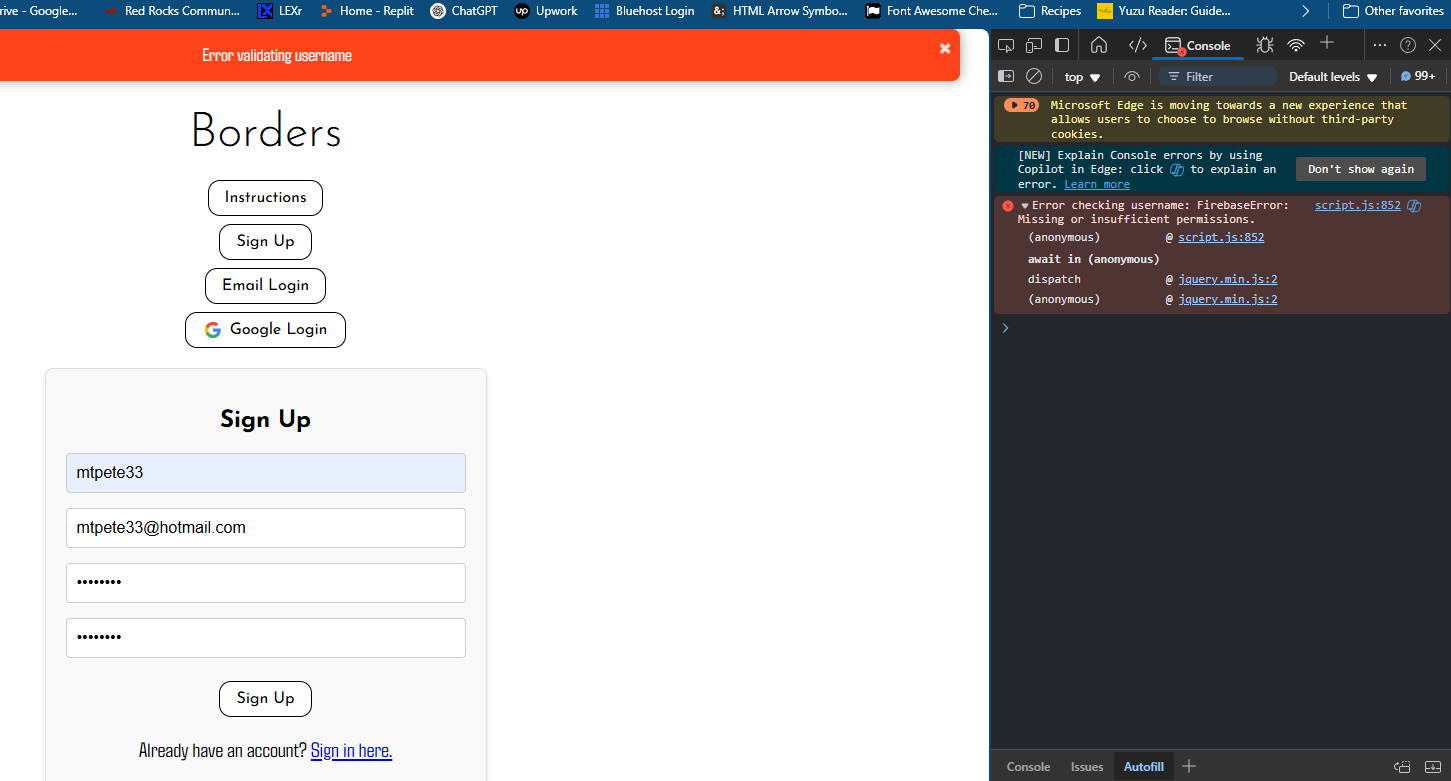 rive - Google... Red Rocks Commun... LEXr Home - Replit ChatGPT up Upwork Bluehost Login &; HTML Arrow Symbo... Font Awesome Che... Recipes Yuzu Reader: Guide... Other favorites
Error validating username
Borders
Instructions
Sign Up
Email Login
Google Login
Sign Up
mtpete33
mtpete33@hotmail.com
••••••••
••••••••
Sign Up
Already have an account? Sign in here.
Console
top Filter Default levels 99+
70 Microsoft Edge is moving towards a new experience that
allows users to choose to browse without third-party
cookies.
[NEW] Explain Console errors by using
Copilot in Edge: click to explain an
error. Learn more
Don't show again
Error checking username: FirebaseError: script.js:852
Missing or insufficient permissions.
(anonymous) @ script.js:852
await in (anonymous)
dispatch @ jquery.min.js:2
(anonymous) @ jquery.min.js:2
Console Issues Autofill